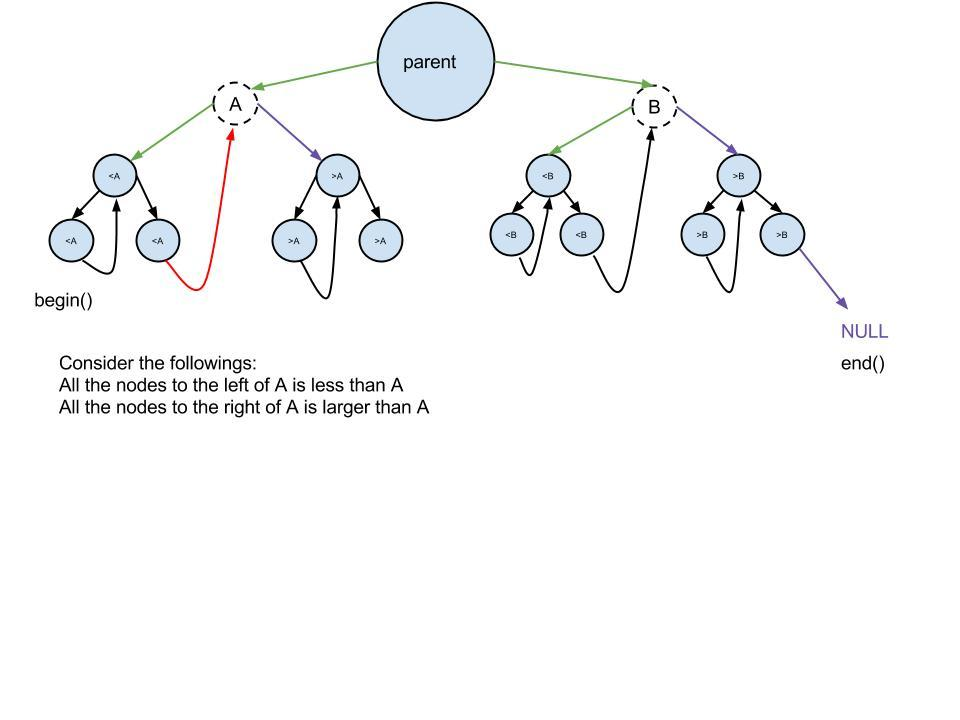 parent
A
B
<A
>A
<B
>B
<A
<A
>A
>A
<B
<B
>B
>B
begin()
NULL
end()
Consider the followings:
All the nodes to the left of A is less than A
All the nodes to the right of A is larger than A